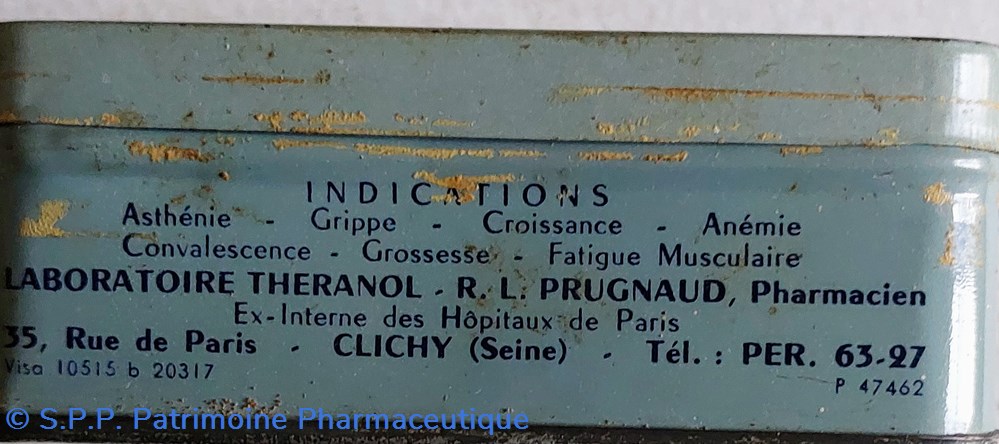 INDICATIONS
Asthénie - Grippe - Croissance - Anémie
Convalescence - Grossesse - Fatigue Musculaire
LABORATOIRE THERANOL - R. L. PRUGNAUD, Pharmacien
Ex-Interne des Hôpitaux de Paris
35, Rue de Paris - CLICHY (Seine) - Tél. : PER. 63-27
Visa 10515 b 20317
P 47462
© S.P.P. Patrimoine Pharmaceutique